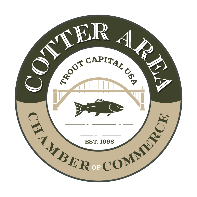 COTTER AREA
TROUT CAPITAL USA
EST. 1998
CHAMBER OF COMMERCE